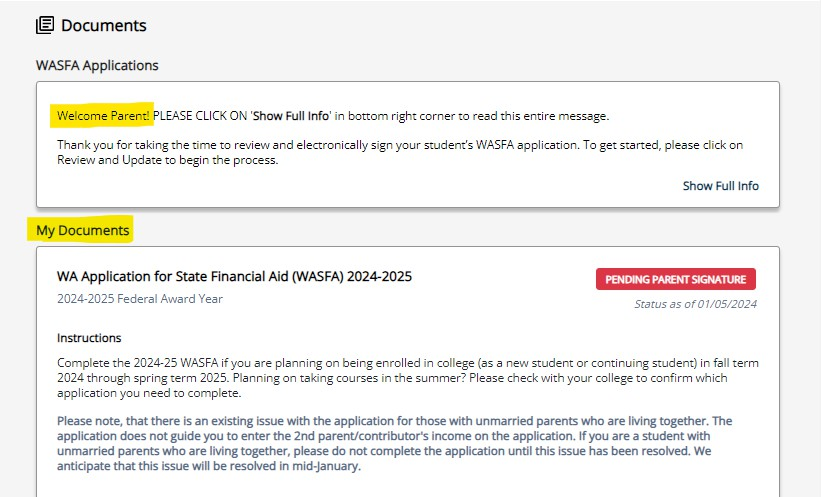 Documents
WASFA Applications
Welcome Parent! PLEASE CLICK ON 'Show Full Info' in bottom right corner to read this entire message.
Thank you for taking the time to review and electronically sign your student's WASFA application. To get started, please click on
Review and Update to begin the process.
Show Full Info
My Documents
WA Application for State Financial Aid (WASFA) 2024-2025
PENDING PARENT SIGNATURE
2024-2025 Federal Award Year
Status as of 01/05/2024
Instructions
Complete the 2024-25 WASFA if you are planning on being enrolled in college (as a new student or continuing student) in fall term
2024 through spring term 2025. Planning on taking courses in the summer? Please check with your college to confirm which
application you need to complete.
Please note, that there is an existing issue with the application for those with unmarried parents who are living together. The
application does not guide you to enter the 2nd parent/contributor's income on the application. If you are a student with
unmarried parents who are living together, please do not complete the application until this issue has been resolved. We
anticipate that this issue will be resolved in mid-January.